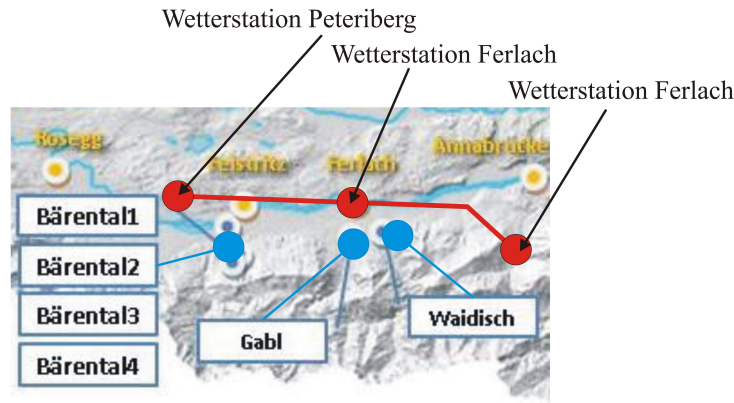 Wetterstation Peteriberg
Wetterstation Ferlach
Wetterstation Ferlach
Rosegg
Feistritz
Ferlach
Annabrücke
Bärental1
Bärental2
Bärental3
Bärental4
Gabl
Waidisch